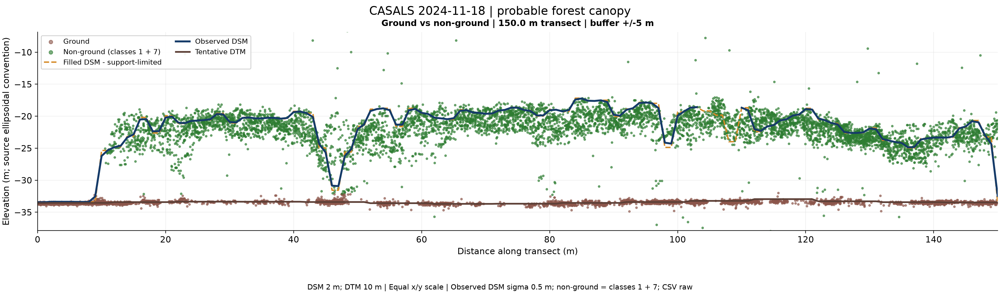 CASALS 2024-11-18 | probable forest canopy
Ground vs non-ground | 150.0 m transect | buffer +/-5 m
Ground
Non-ground (classes 1 + 7)
Filled DSM - support-limited
Observed DSM
Tentative DTM
Elevation (m; source ellipsoidal convention)
−10
−15
−20
−25
−30
−35
0 20 40 60 80 100 120 140
Distance along transect (m)
DSM 2 m; DTM 10 m | Equal x/y scale | Observed DSM sigma 0.5 m; non-ground = classes 1 + 7; CSV raw